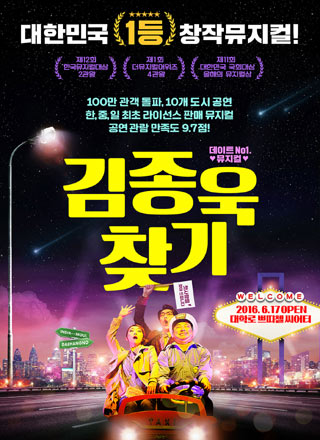 대한민국 1등 창작뮤지컬!
제12회
한국뮤지컬대상
2관왕
제1회
더뮤지컬어워즈
4관왕
제11회
대한민국 국회대상
올해의 뮤지컬상
100만 관객 돌파, 10개 도시 공연
한,중,일 최초 라이선스 판매 뮤지컬
공연 관람 만족도 9.7점!
데이트No1.
♥뮤지컬♥
김종욱
찾기
WELCOME
2016. 6.17 OPEN
대학로 쁘띠첼 씨어터
INDIA SEOUL
DAEHANGNO